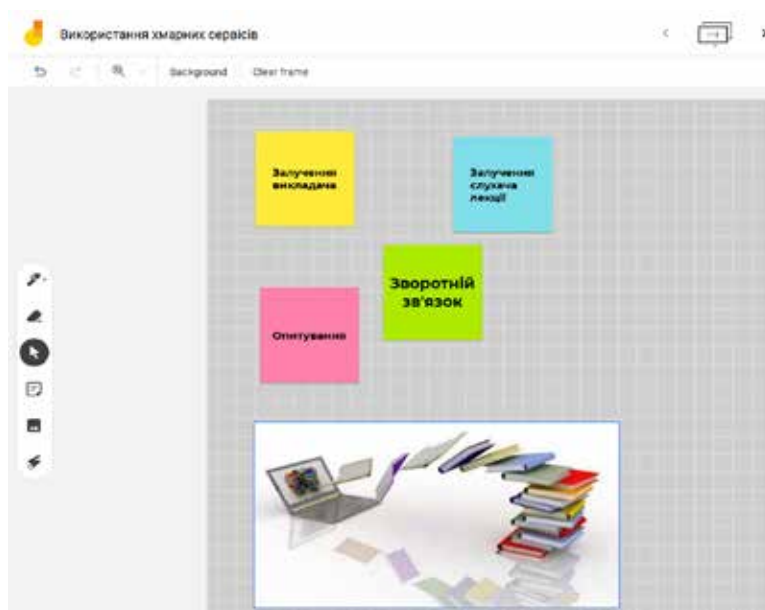 Використання хмарних сервісів
Background Clear frame
Залучення
викладача
Залучення
слухача
лекції
Зворотній
зв'язок
Опитування